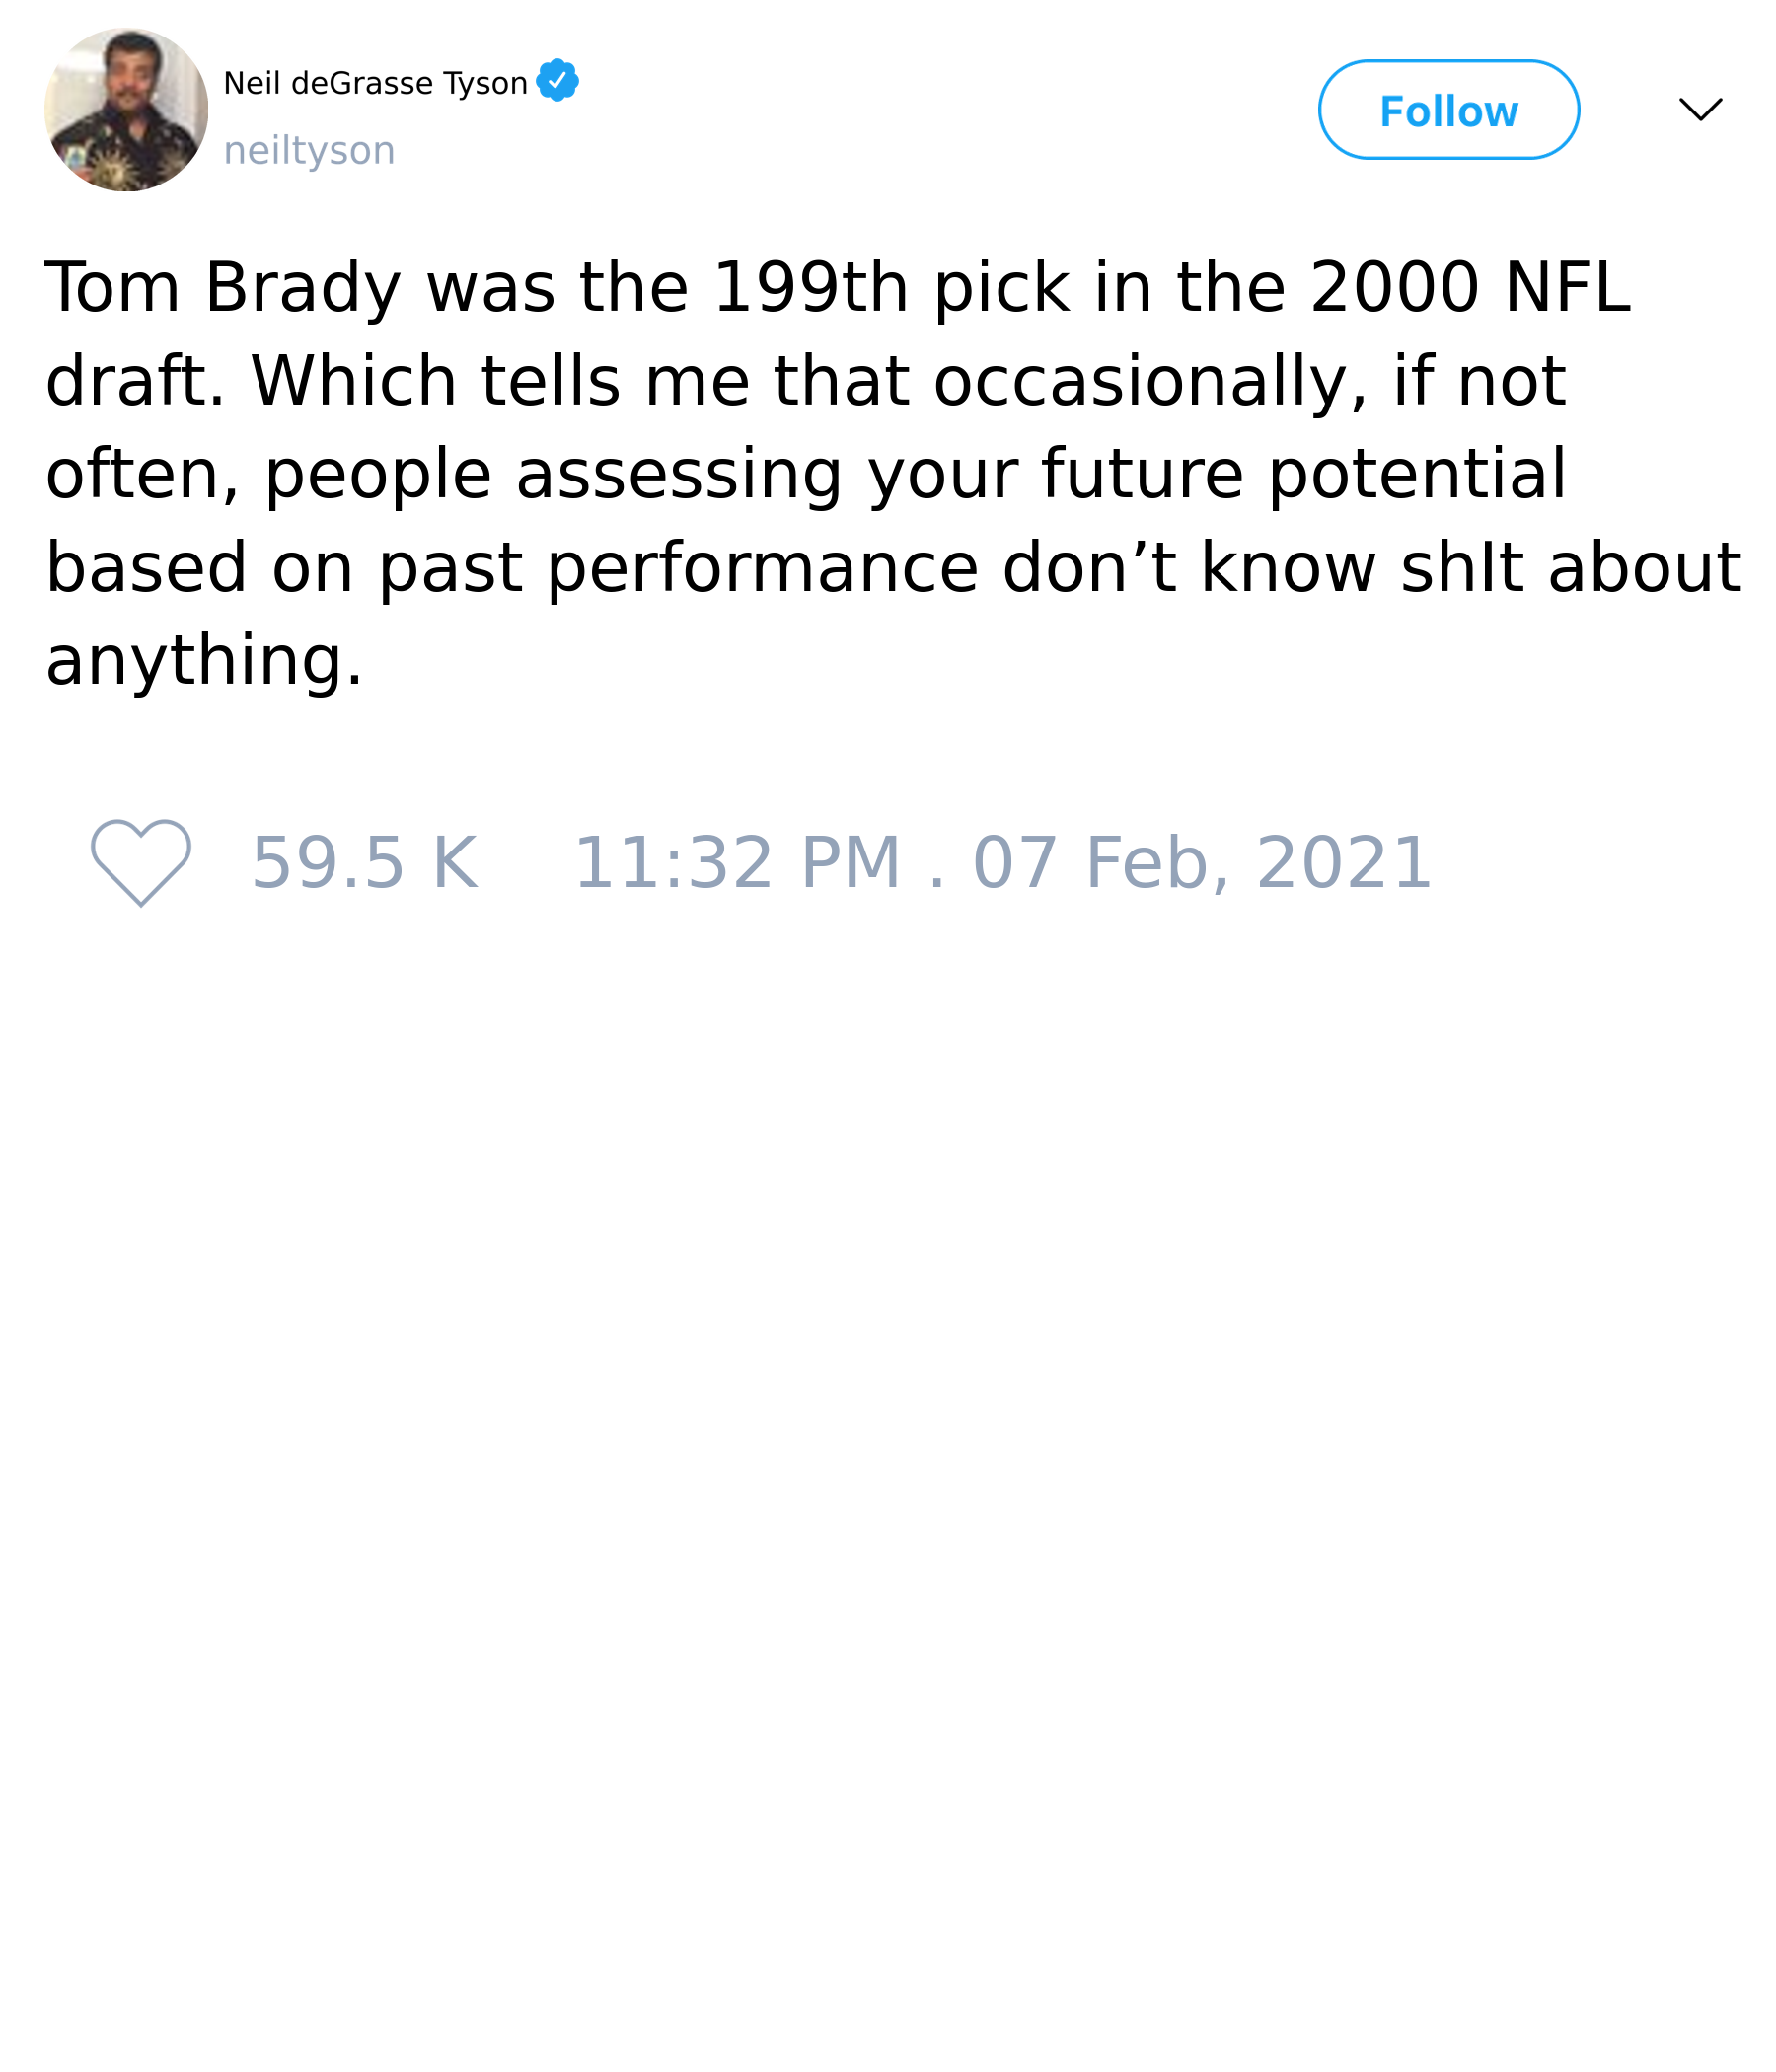 Neil deGrasse Tyson
neiltyson
Follow
Tom Brady was the 199th pick in the 2000 NFL
draft. Which tells me that occasionally, if not
often, people assessing your future potential
based on past performance don’t know shIt about
anything.
59.5 K 11:32 PM . 07 Feb, 2021